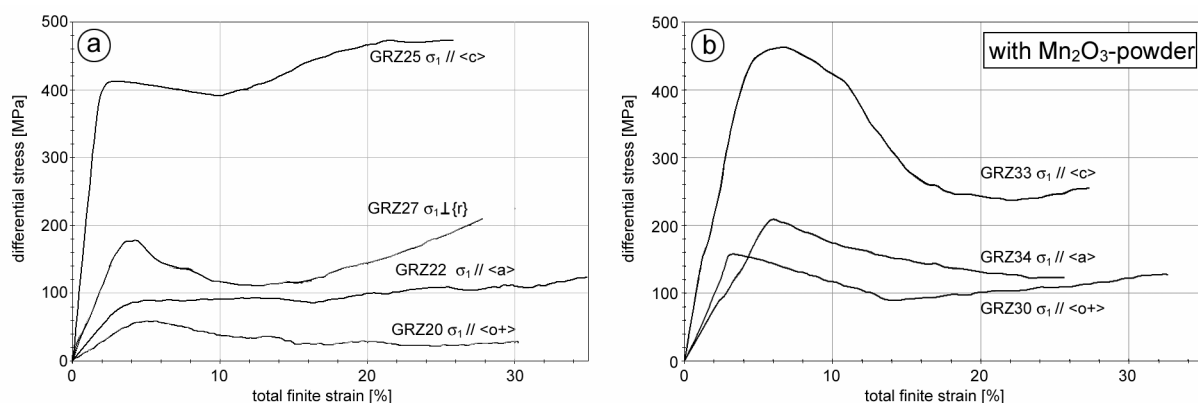 a
500
400
300
200
100
0
differential stress [MPa]
GRZ25 σ₁ // <c>
GRZ27 σ₁⊥{r}
GRZ22 σ₁ // <a>
GRZ20 σ₁ // <o+>
0 10 20 30
total finite strain [%]
b
with Mn₂O₃-powder
500
400
300
200
100
0
differential stress [MPa]
GRZ33 σ₁ // <c>
GRZ34 σ₁ // <a>
GRZ30 σ₁ // <o+>
0 10 20 30
total finite strain [%]